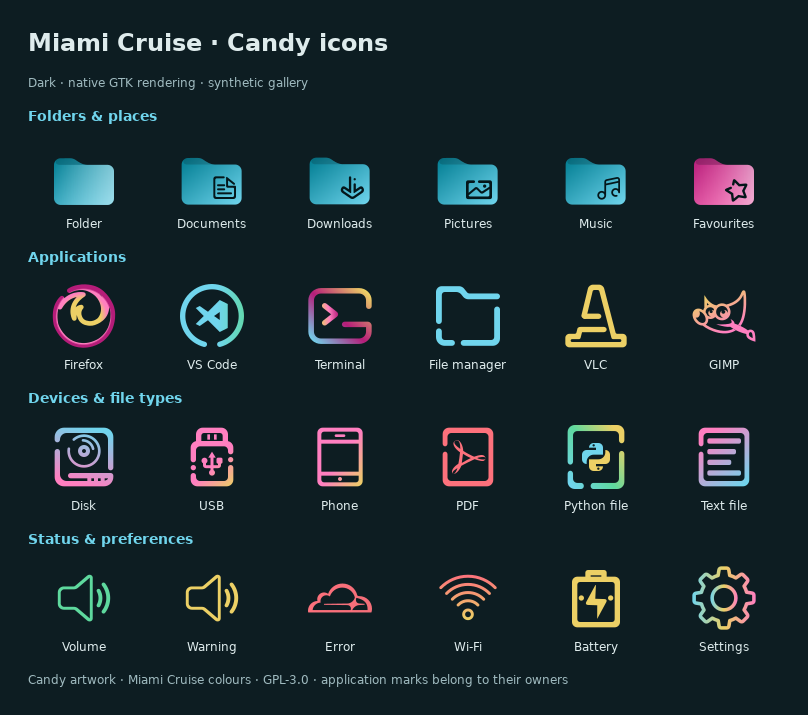 Miami Cruise · Candy icons
Dark · native GTK rendering · synthetic gallery
Folders & places
Folder Documents Downloads Pictures Music Favourites
Applications
Firefox VS Code Terminal File manager VLC GIMP
Devices & file types
Disk USB Phone PDF Python file Text file
Status & preferences
Volume Warning Error Wi-Fi Battery Settings
Candy artwork · Miami Cruise colours · GPL-3.0 · application marks belong to their owners